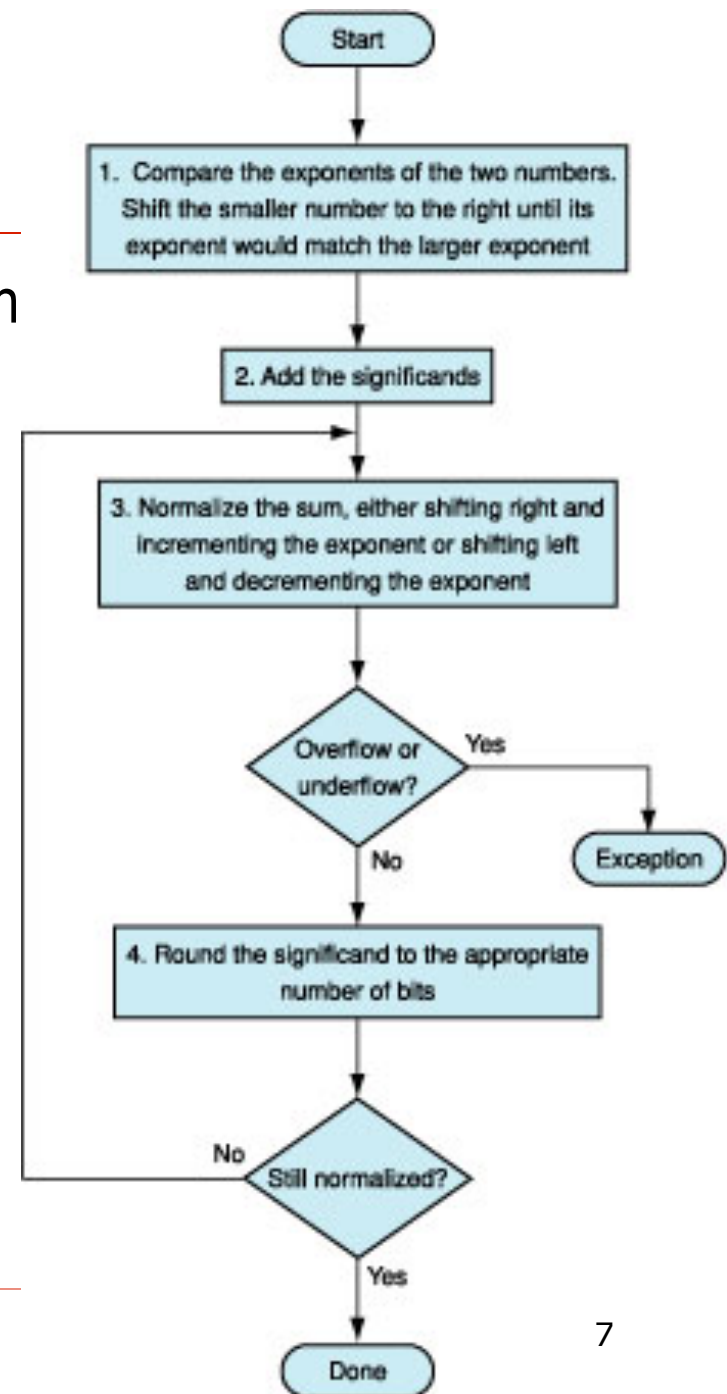 Start
1. Compare the exponents of the two numbers.
Shift the smaller number to the right until its
exponent would match the larger exponent
2. Add the significands
3. Normalize the sum, either shifting right and
incrementing the exponent or shifting left
and decrementing the exponent
Overflow or
underflow?
Yes
No
Exception
4. Round the significand to the appropriate
number of bits
No
Still normalized?
Yes
Done
7